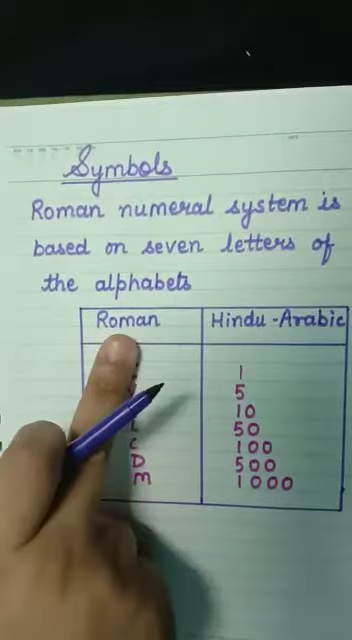 Symbols
Roman numeral system is
based on seven letters of
the alphabets
Roman Hindu-Arabic
1
5
10
L 50
C 100
D 500
M 1000